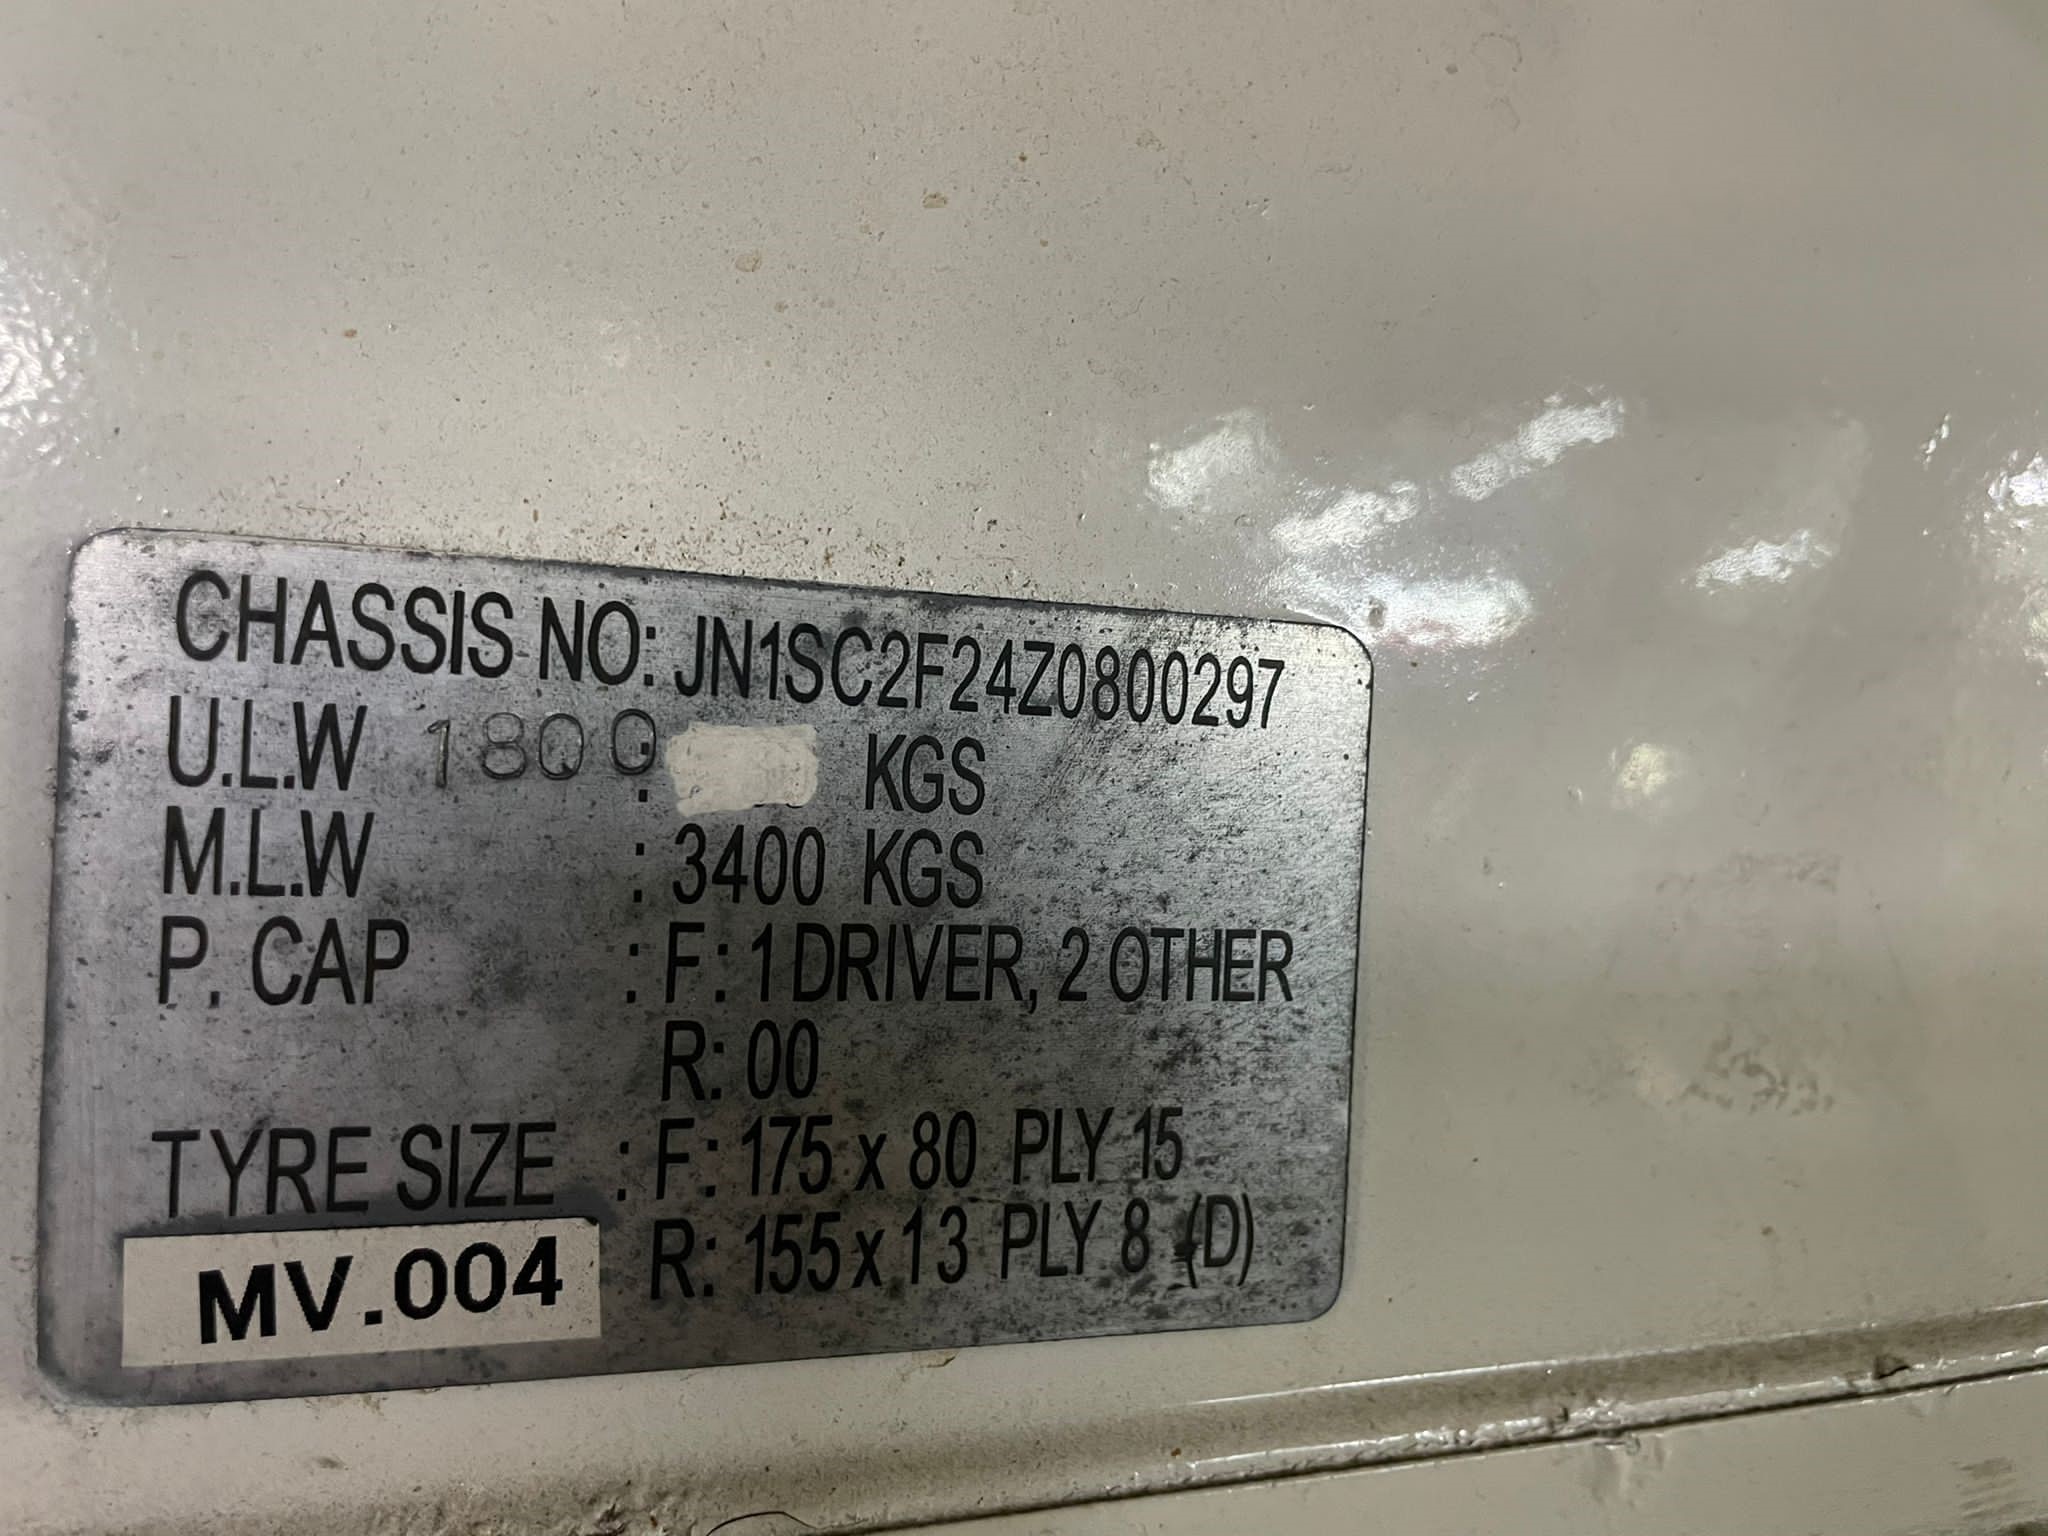 CHASSIS NO: JN1SC2F24Z0800297
U.L.W 1800 : KGS
M.L.W : 3400 KGS
P. CAP : F: 1 DRIVER, 2 OTHER
R: 00
TYRE SIZE : F: 175 x 80 PLY 15
R: 155 x 13 PLY 8 (D)
MV.004